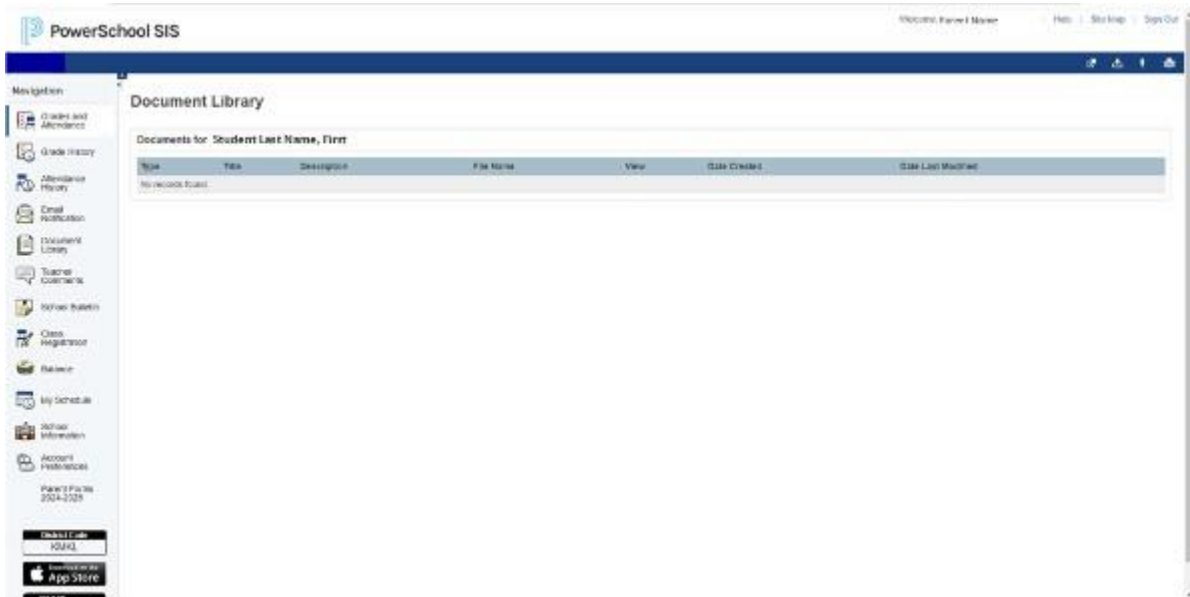 PowerSchool SIS
Welcome, Parent Name
Help | Site Map | Sign Out
Navigation
Grades and
Attendance
Grade History
Attendance
History
Email
Notification
Document
Library
Teacher
Comments
School Bulletin
Class
Registration
Balance
My Schedule
School
Information
Account
Preferences
Parent Forms
2024-2025
District Code
App Store
Document Library
Documents for Student Last Name, First
Type Title Description File Name View Date Created Date Last Modified
No records found